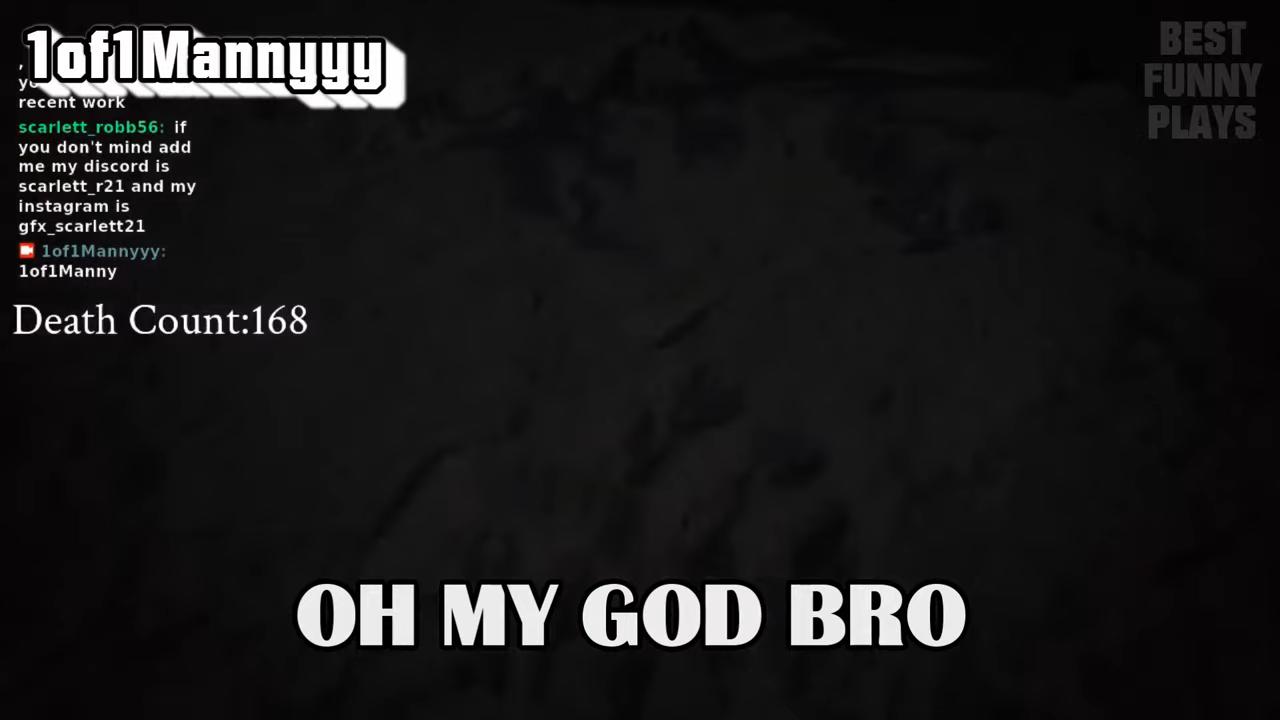 1of1Mannyyy
recent work
scarlett_robb56: if
you don't mind add
me my discord is
scarlett_r21 and my
instagram is
gfx_scarlett21
1of1Mannyyy:
1of1Manny
Death Count:168
BEST
FUNNY
PLAYS
OH MY GOD BRO